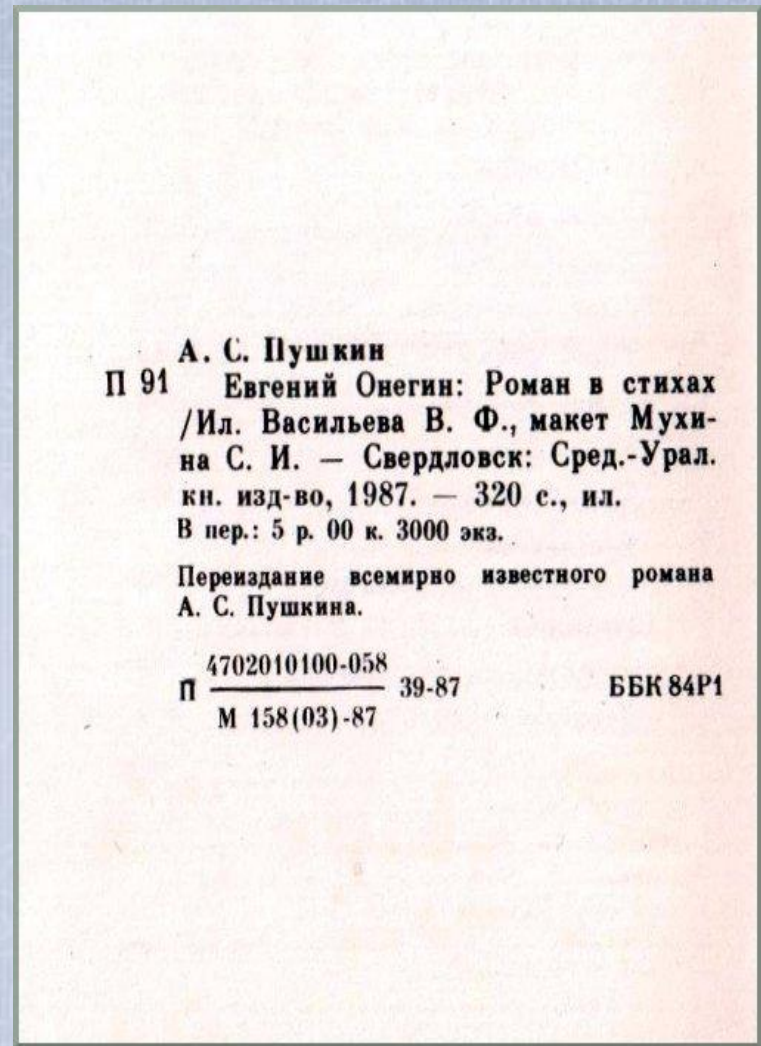 А. С. Пушкин
П 91 Евгений Онегин: Роман в стихах
/Ил. Васильева В. Ф., макет Мухи-
на С. И. — Свердловск: Сред.-Урал.
кн. изд-во, 1987. — 320 с., ил.
В пер.: 5 р. 00 к. 3000 экз.
Переиздание всемирно известного романа
А. С. Пушкина.
4702010100-058
П 39-87 ББК 84Р1
М 158(03)-87